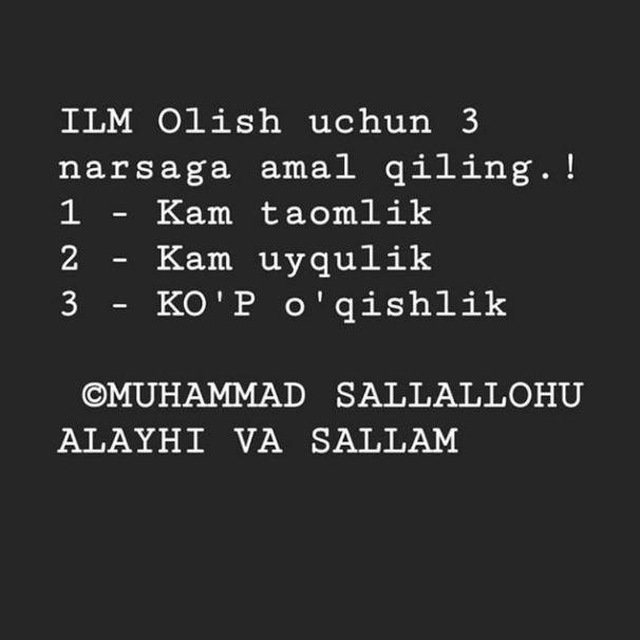 ILM Olish uchun 3
narsaga amal qiling.!
1 - Kam taomlik
2 - Kam uyqulik
3 - KO'P o'qishlik
©MUHAMMAD SALLALLOHU
ALAYHI VA SALLAM